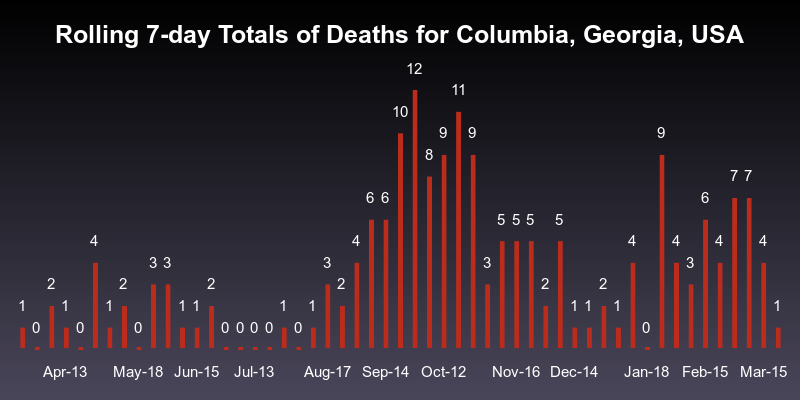 Rolling 7-day Totals of Deaths for Columbia, Georgia, USA
1 0 2 1 0 4 1 2 0 3 3 1 1 2 0 0 0 0 1 0 1 3 2 4 6 6 10 12 8 9 11 9 3 5 5 5 2 5 1 1 2 1 4 0 9 4 3 6 4 7 7 4 1
Apr-13 May-18 Jun-15 Jul-13 Aug-17 Sep-14 Oct-12 Nov-16 Dec-14 Jan-18 Feb-15 Mar-15